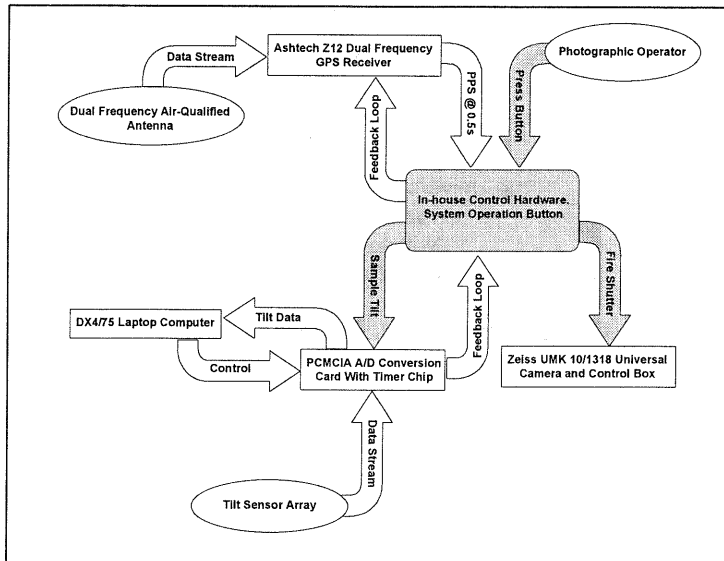 Data Stream
Ashtech Z12 Dual Frequency
GPS Receiver
Photographic Operator
Dual Frequency Air-Qualified
Antenna
Feedback Loop
PPS @ 0.5s
Press Button
In-house Control Hardware.
System Operation Button
Sample Tilt
Feedback Loop
Fire Shutter
Tilt Data
DX4/75 Laptop Computer
Control
PCMCIA A/D Conversion
Card With Timer Chip
Zeiss UMK 10/1318 Universal
Camera and Control Box
Data Stream
Tilt Sensor Array